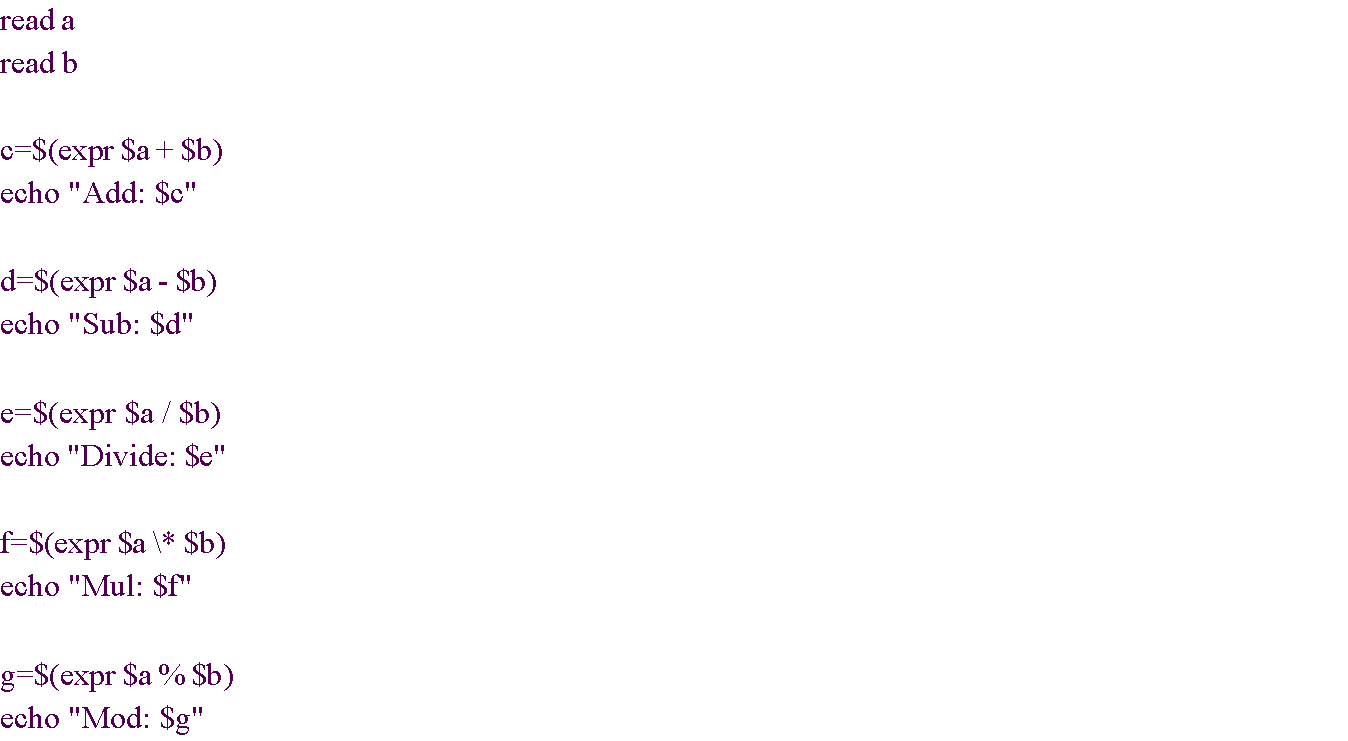 read a
read b
c=$(expr $a + $b)
echo "Add: $c"
d=$(expr $a - $b)
echo "Sub: $d"
e=$(expr $a / $b)
echo "Divide: $e"
f=$(expr $a \* $b)
echo "Mul: $f"
g=$(expr $a % $b)
echo "Mod: $g"